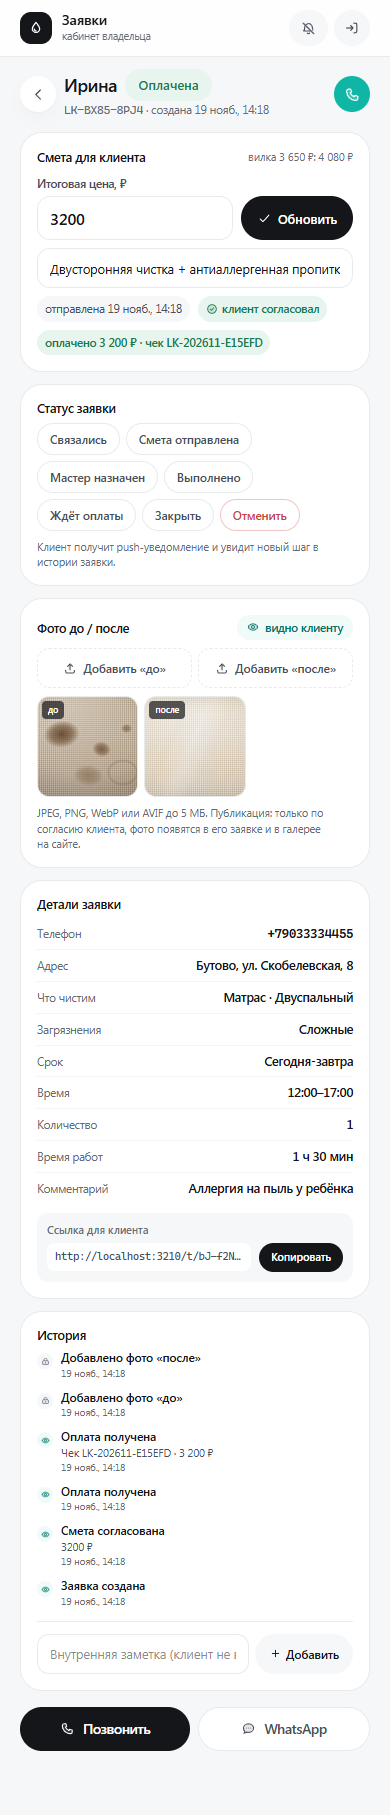 Заявки
кабинет владельца
Ирина
Оплачена
LK-BX85-8PJ4 · создана 19 нояб., 14:18
Смета для клиента
вилка 3 650 ₽: 4 080 ₽
Итоговая цена, ₽
3200
Обновить
Двусторонняя чистка + антиаллергенная пропитк
отправлена 19 нояб., 14:18
клиент согласовал
оплачено 3 200 ₽ · чек LK-202611-E15EFD
Статус заявки
Связались
Смета отправлена
Мастер назначен
Выполнено
Ждёт оплаты
Закрыть
Отменить
Клиент получит push-уведомление и увидит новый шаг в
истории заявки.
Фото до / после
видно клиенту
Добавить «до»
Добавить «после»
до
после
JPEG, PNG, WebP или AVIF до 5 МБ. Публикация: только по
согласию клиента, фото появятся в его заявке и в галерее
на сайте.
Детали заявки
Телефон
+79033334455
Адрес
Бутово, ул. Скобелевская, 8
Что чистим
Матрас · Двуспальный
Загрязнения
Сложные
Срок
Сегодня-завтра
Время
12:00–17:00
Количество
1
Время работ
1 ч 30 мин
Комментарий
Аллергия на пыль у ребёнка
Ссылка для клиента
http://localhost:3210/t/bJ-f2N…
Копировать
История
Добавлено фото «после»
19 нояб., 14:18
Добавлено фото «до»
19 нояб., 14:18
Оплата получена
Чек LK-202611-E15EFD · 3 200 ₽
19 нояб., 14:18
Оплата получена
19 нояб., 14:18
Смета согласована
3200 ₽
19 нояб., 14:18
Заявка создана
19 нояб., 14:18
Внутренняя заметка (клиент не
Добавить
Позвонить
WhatsApp